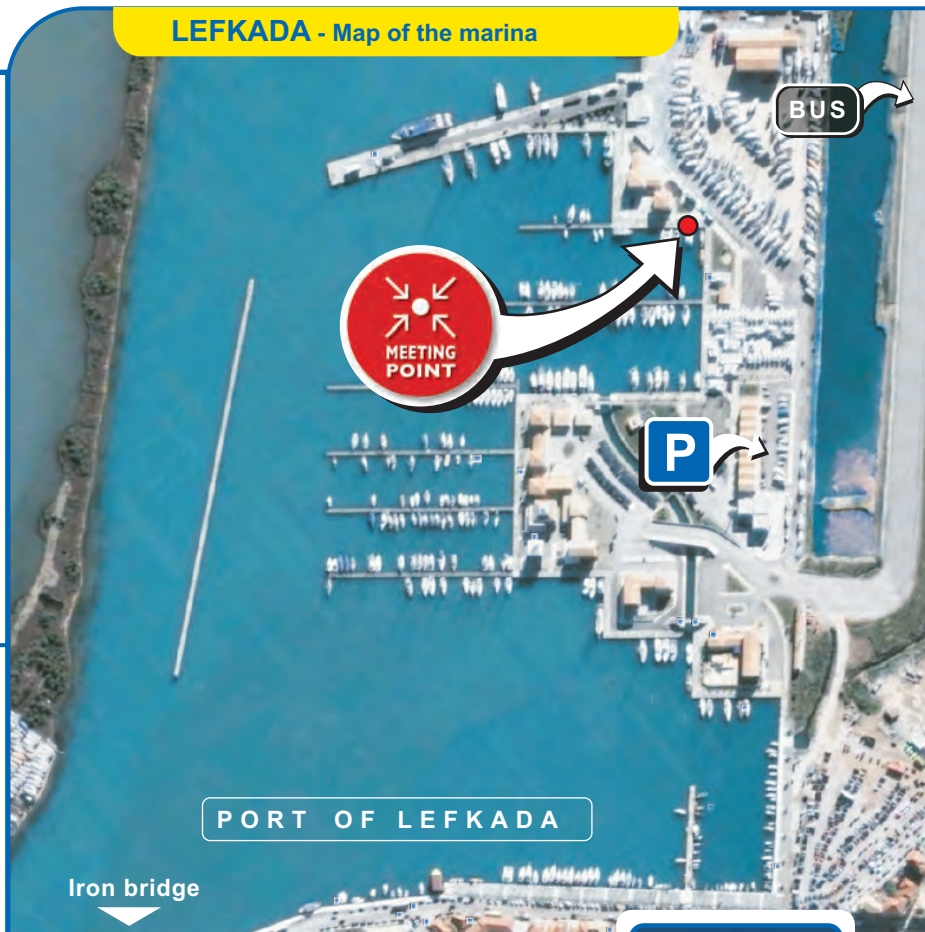 LEFKADA - Map of the marina
BUS
MEETING
POINT
P
PORT OF LEFKADA
Iron bridge